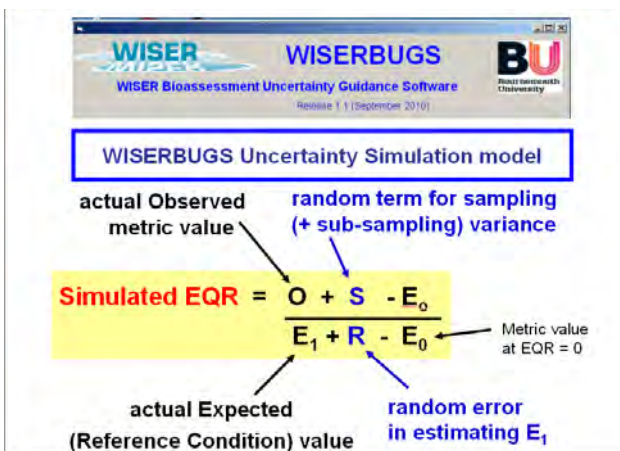 WISER
WISERBUGS
BU
Bournemouth
University
WISER Bioassessment Uncertainty Guidance Software
Release 1.1 (September 2010)
WISERBUGS Uncertainty Simulation model
actual Observed
metric value
random term for sampling
(+ sub-sampling) variance
Simulated EQR = O + S - Eo
E1 + R - E0
Metric value
at EQR = 0
actual Expected
(Reference Condition) value
random error
in estimating E1